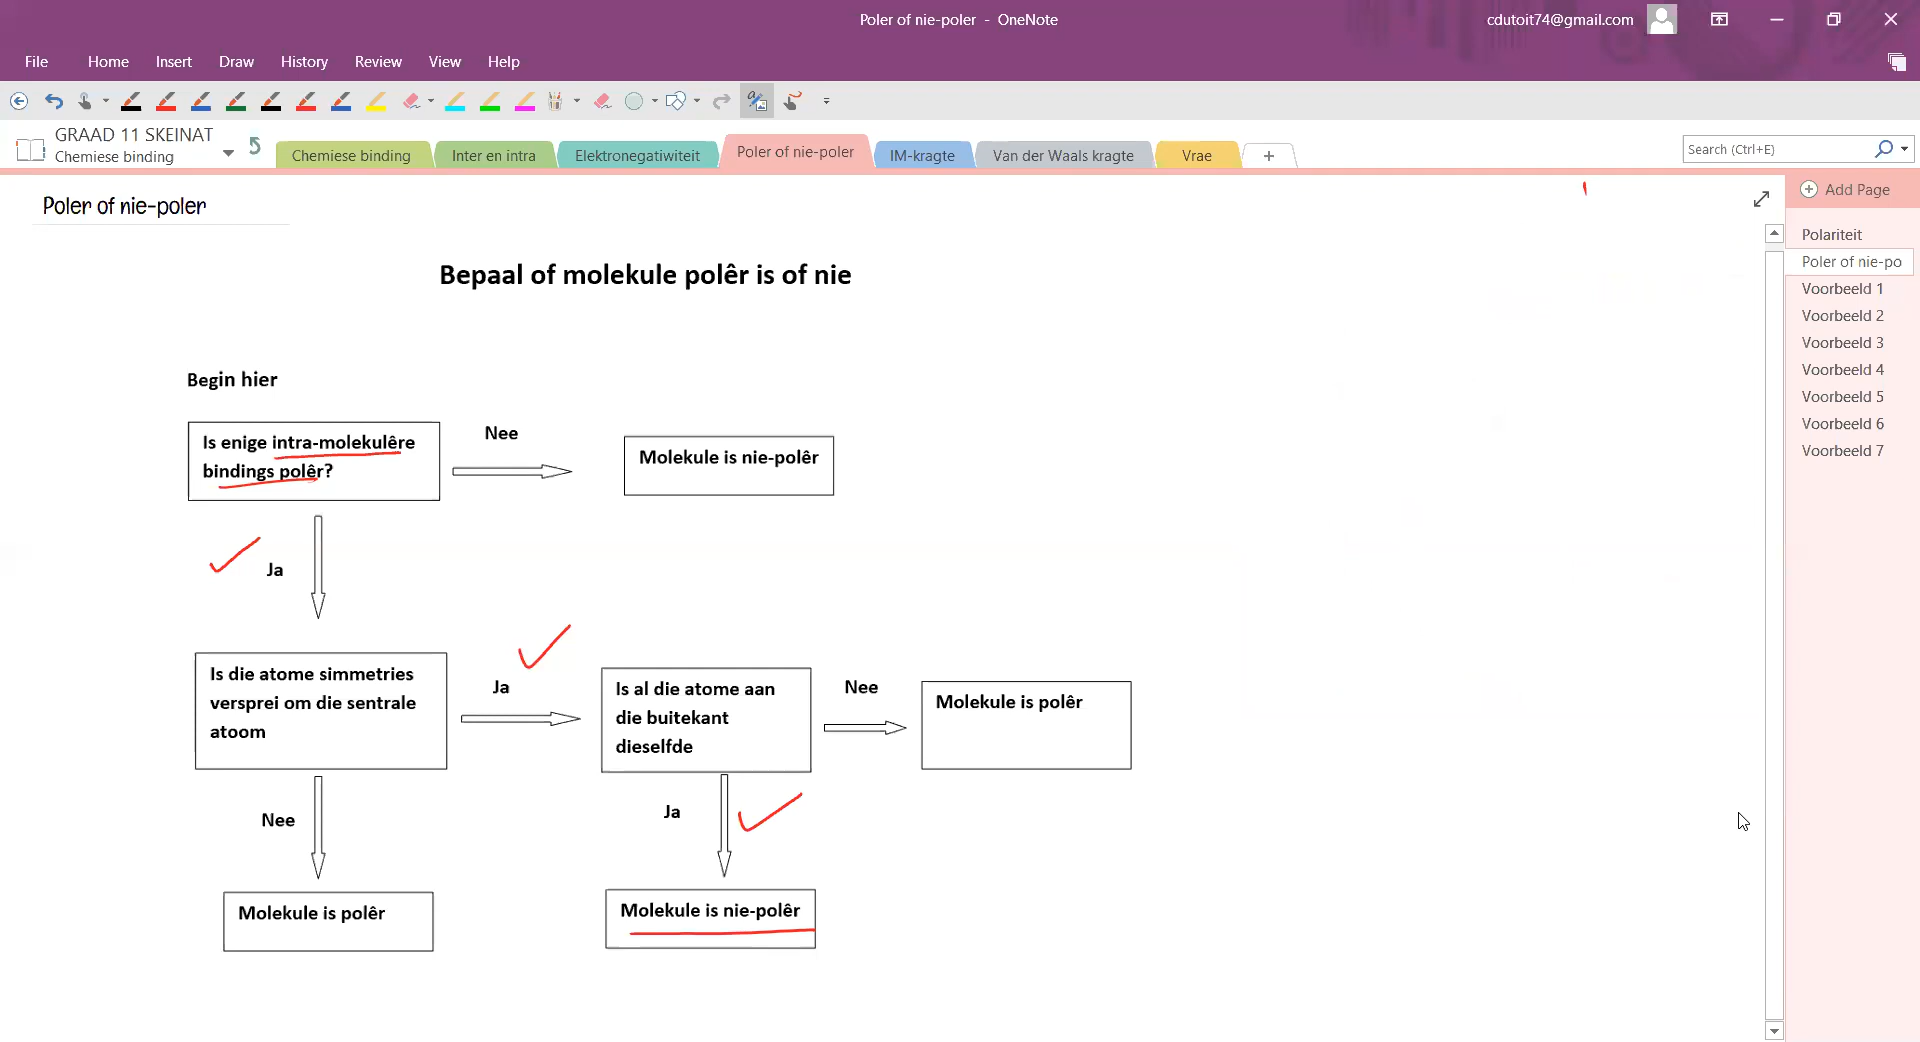 Poler of nie-poler - OneNote
cdutoit74@gmail.com
File Home Insert Draw History Review View Help
GRAAD 11 SKEINAT
Chemiese binding
Chemiese binding
Inter en intra
Elektronegatiwiteit
Poler of nie-poler
IM-kragte
Van der Waals kragte
Vrae
Search (Ctrl+E)
Poler of nie-poler
Add Page
Polariteit
Poler of nie-po
Voorbeeld 1
Voorbeeld 2
Voorbeeld 3
Voorbeeld 4
Voorbeeld 5
Voorbeeld 6
Voorbeeld 7
Bepaal of molekule polêr is of nie
Begin hier
Is enige intra-molekulêre
bindings polêr?
Nee
Molekule is nie-polêr
Ja
Is die atome simmetries
versprei om die sentrale
atoom
Ja
Is al die atome aan
die buitekant
dieselfde
Nee
Molekule is polêr
Nee
Ja
Molekule is polêr
Molekule is nie-polêr